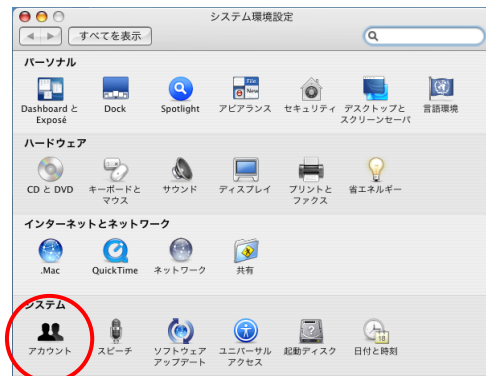 システム環境設定
すべてを表示
パーソナル
Dashboard と Exposé
Dock
Spotlight
File
New
アピアランス
セキュリティ
デスクトップと
スクリーンセーバ
言語環境
ハードウェア
CD と DVD
キーボードと
マウス
サウンド
ディスプレイ
プリントと
ファクス
省エネルギー
インターネットとネットワーク
.Mac
QuickTime
ネットワーク
共有
システム
アカウント
スピーチ
ソフトウェア
アップデート
ユニバーサル
アクセス
起動ディスク
日付と時刻
18